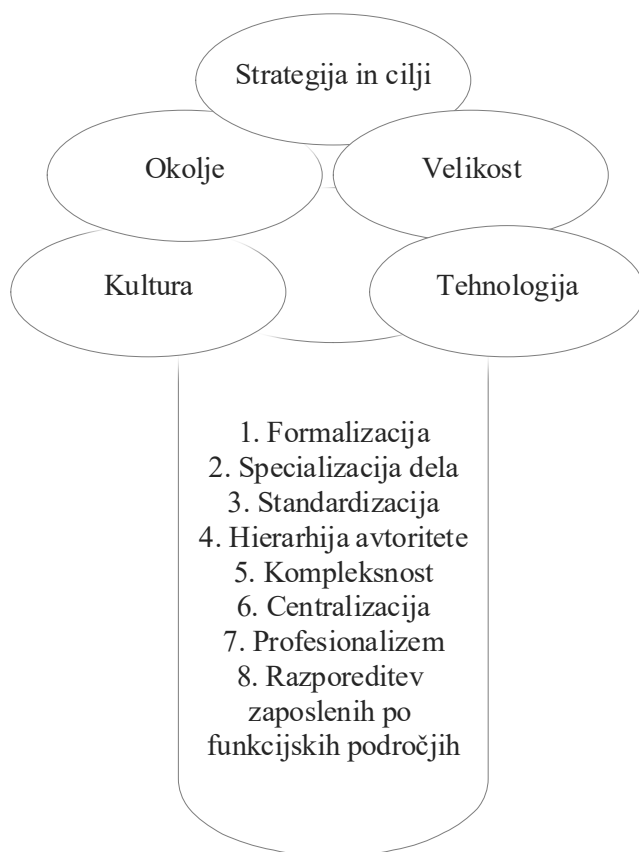 Strategija in cilji
Okolje
Velikost
Kultura
Tehnologija
1. Formalizacija
2. Specializacija dela
3. Standardizacija
4. Hierarhija avtoritete
5. Kompleksnost
6. Centralizacija
7. Profesionalizem
8. Razporeditev
zaposlenih po
funkcijskih področjih